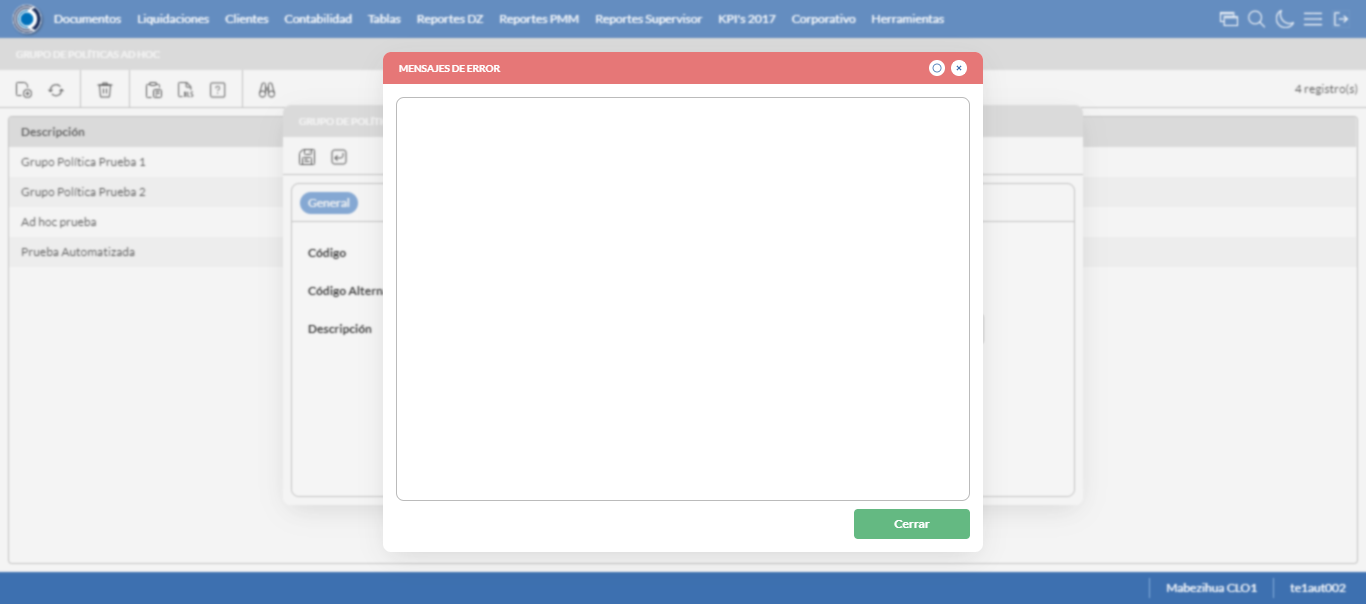 Documentos Liquidaciones Clientes Contabilidad Tablas Reportes DZ Reportes PMM Reportes Supervisor KPI's 2017 Corporativo Herramientas
GRUPO DE POLÍTICAS AD HOC
4 registro(s)
Descripción
Grupo Política Prueba 1
Grupo Política Prueba 2
Ad hoc prueba
Prueba Automatizada
GRUPO DE POLÍTI
General
Código
Código Altern
Descripción
MENSAJES DE ERROR
Cerrar
Mabezihua CLO1 te1aut002